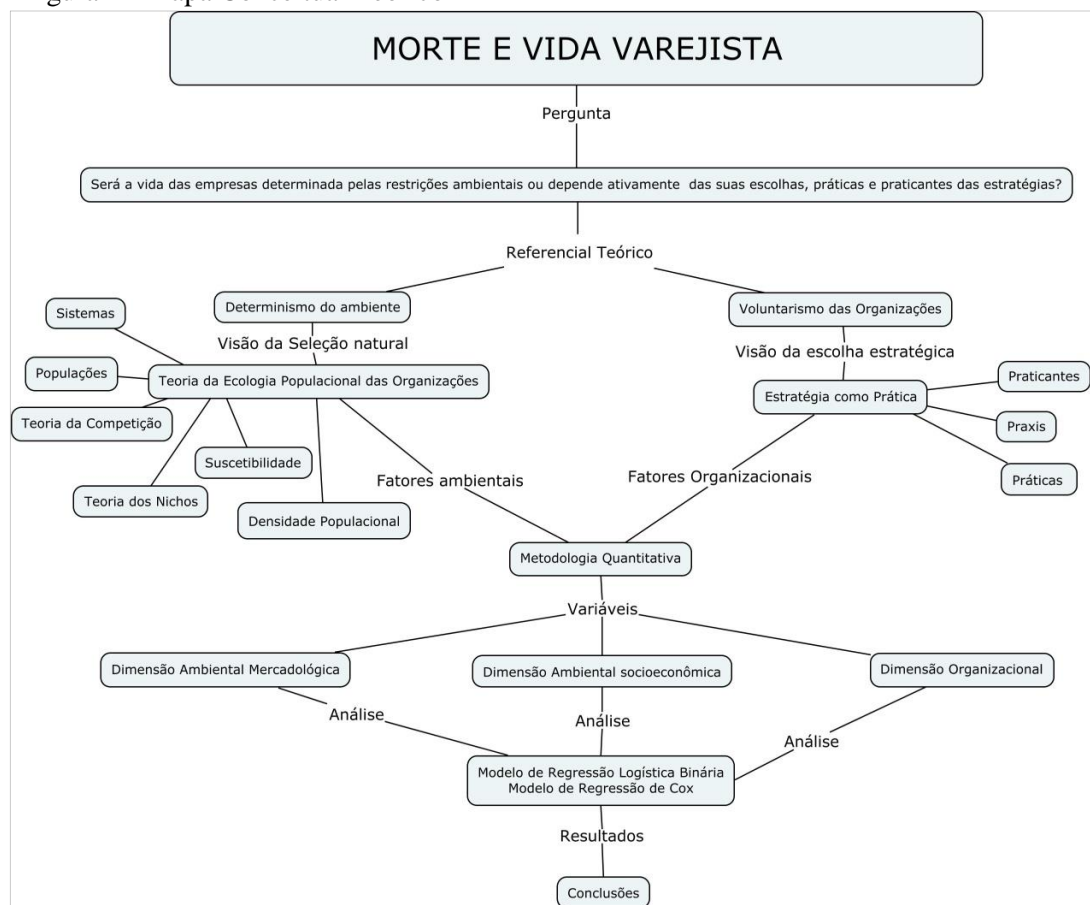 MORTE E VIDA VAREJISTA
Pergunta
Será a vida das empresas determinada pelas restrições ambientais ou depende ativamente das suas escolhas, práticas e praticantes das estratégias?
Referencial Teórico
Determinismo do ambiente
Voluntarismo das Organizações
Sistemas
Visão da Seleção natural
Visão da escolha estratégica
Populações
Teoria da Ecologia Populacional das Organizações
Praticantes
Estratégia como Prática
Teoria da Competição
Praxis
Suscetibilidade
Fatores ambientais
Fatores Organizacionais
Práticas
Teoria dos Nichos
Densidade Populacional
Metodologia Quantitativa
Variáveis
Dimensão Ambiental Mercadológica
Dimensão Ambiental socioeconômica
Dimensão Organizacional
Análise
Análise
Análise
Modelo de Regressão Logística Binária
Modelo de Regressão de Cox
Resultados
Conclusões